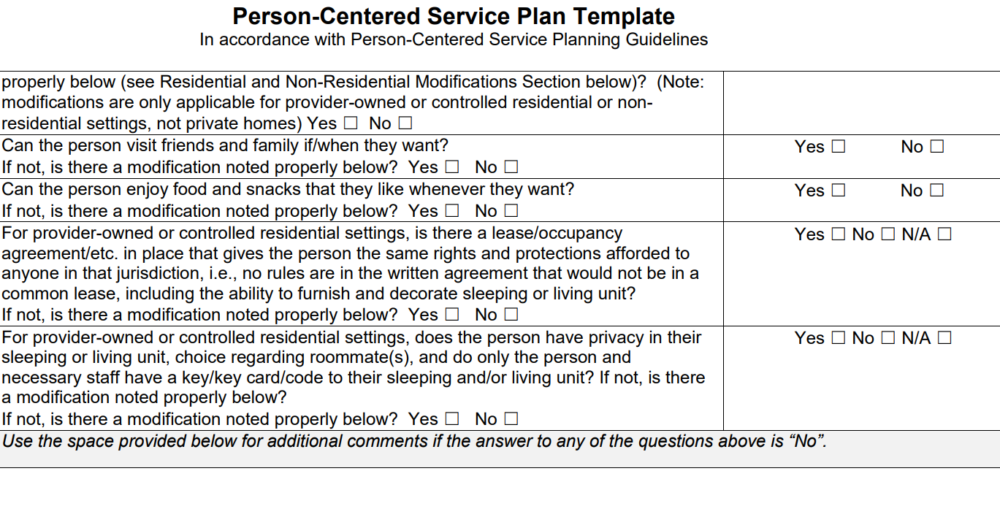 Person-Centered Service Plan Template
In accordance with Person-Centered Service Planning Guidelines
properly below (see Residential and Non-Residential Modifications Section below)?  (Note:
modifications are only applicable for provider-owned or controlled residential or non-
residential settings, not private homes) Yes ☐  No ☐
Can the person visit friends and family if/when they want?
Yes ☐  No ☐
If not, is there a modification noted properly below?  Yes ☐  No ☐
Can the person enjoy food and snacks that they like whenever they want?
Yes ☐  No ☐
If not, is there a modification noted properly below?  Yes ☐  No ☐
For provider-owned or controlled residential settings, is there a lease/occupancy
Yes ☐ No ☐ N/A ☐
agreement/etc. in place that gives the person the same rights and protections afforded to
anyone in that jurisdiction, i.e., no rules are in the written agreement that would not be in a
common lease, including the ability to furnish and decorate sleeping or living unit?
If not, is there a modification noted properly below?  Yes ☐  No ☐
For provider-owned or controlled residential settings, does the person have privacy in their
Yes ☐ No ☐ N/A ☐
sleeping or living unit, choice regarding roommate(s), and do only the person and
necessary staff have a key/key card/code to their sleeping and/or living unit? If not, is there
a modification noted properly below?
If not, is there a modification noted properly below?  Yes ☐  No ☐
Use the space provided below for additional comments if the answer to any of the questions above is “No”.